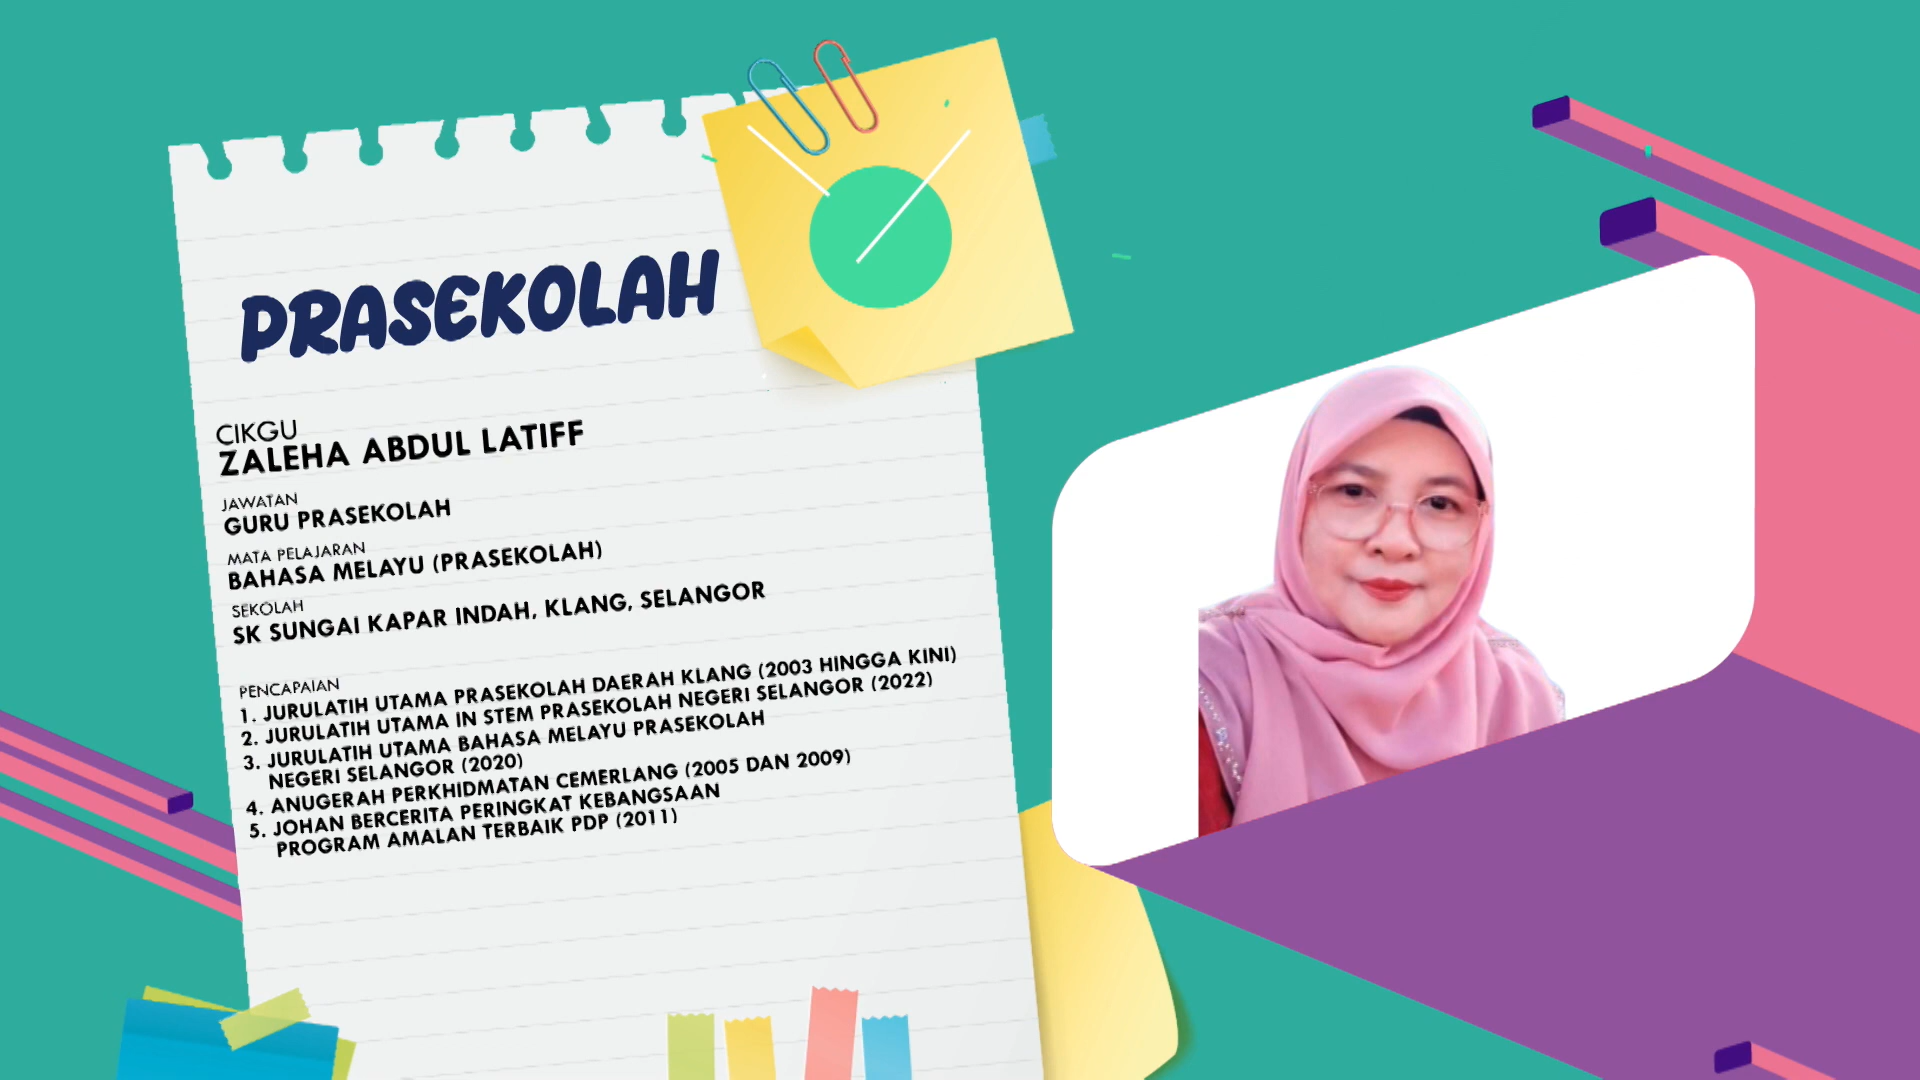 PRASEKOLAH
CIKGU
ZALEHA ABDUL LATIFF
JAWATAN
GURU PRASEKOLAH
MATA PELAJARAN
BAHASA MELAYU (PRASEKOLAH)
SEKOLAH
SK SUNGAI KAPAR INDAH, KLANG, SELANGOR
PENCAPAIAN
1. JURULATIH UTAMA PRASEKOLAH DAERAH KLANG (2003 HINGGA KINI)
2. JURULATIH UTAMA IN STEM PRASEKOLAH NEGERI SELANGOR (2022)
3. JURULATIH UTAMA BAHASA MELAYU PRASEKOLAH
NEGERI SELANGOR (2020)
4. ANUGERAH PERKHIDMATAN CEMERLANG (2005 DAN 2009)
5. JOHAN BERCERITA PERINGKAT KEBANGSAAN
PROGRAM AMALAN TERBAIK PDP (2011)